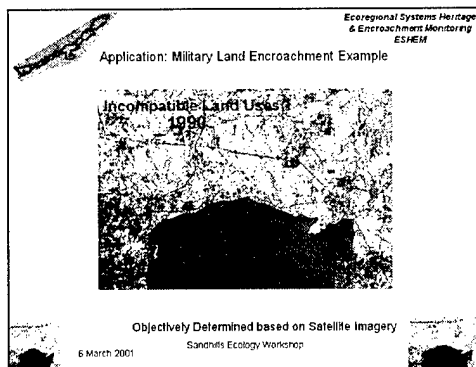 Ecoregional Systems Heritage
& Encroachment Monitoring
ESHEM
Application: Military Land Encroachment Example
Incompatible Land Uses
1990
Objectively Determined based on Satellite Imagery
Sandhills Ecology Workshop
6 March 2001